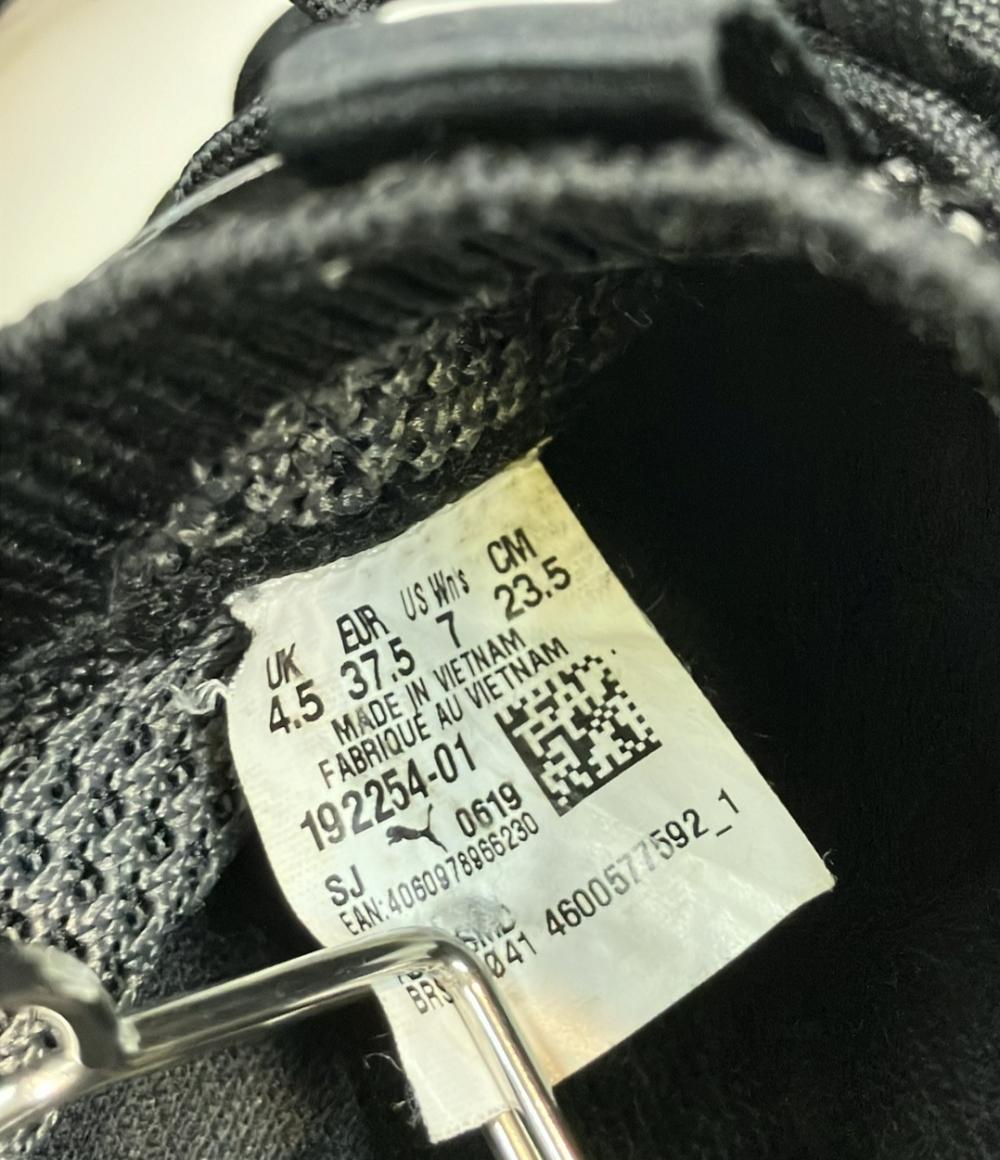 UK EUR US Wn's CM
4.5 37.5 7 23.5
MADE IN VIETNAM
FABRIQUE AU VIETNAM
192254-01
SJ 0619
EAN:4060978966230
4600577592_1